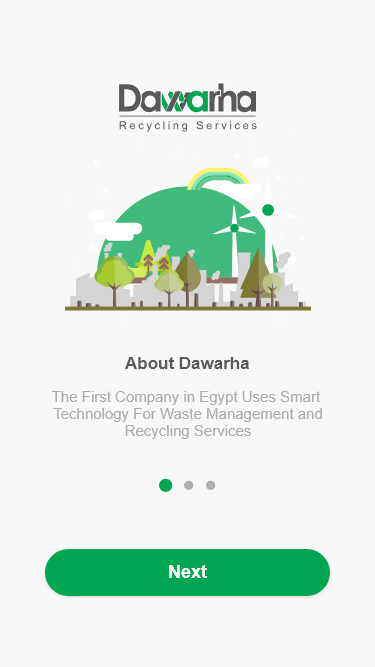 Dawarha
Recycling Services
About Dawarha
The First Company in Egypt Uses Smart
Technology For Waste Management and
Recycling Services
Next